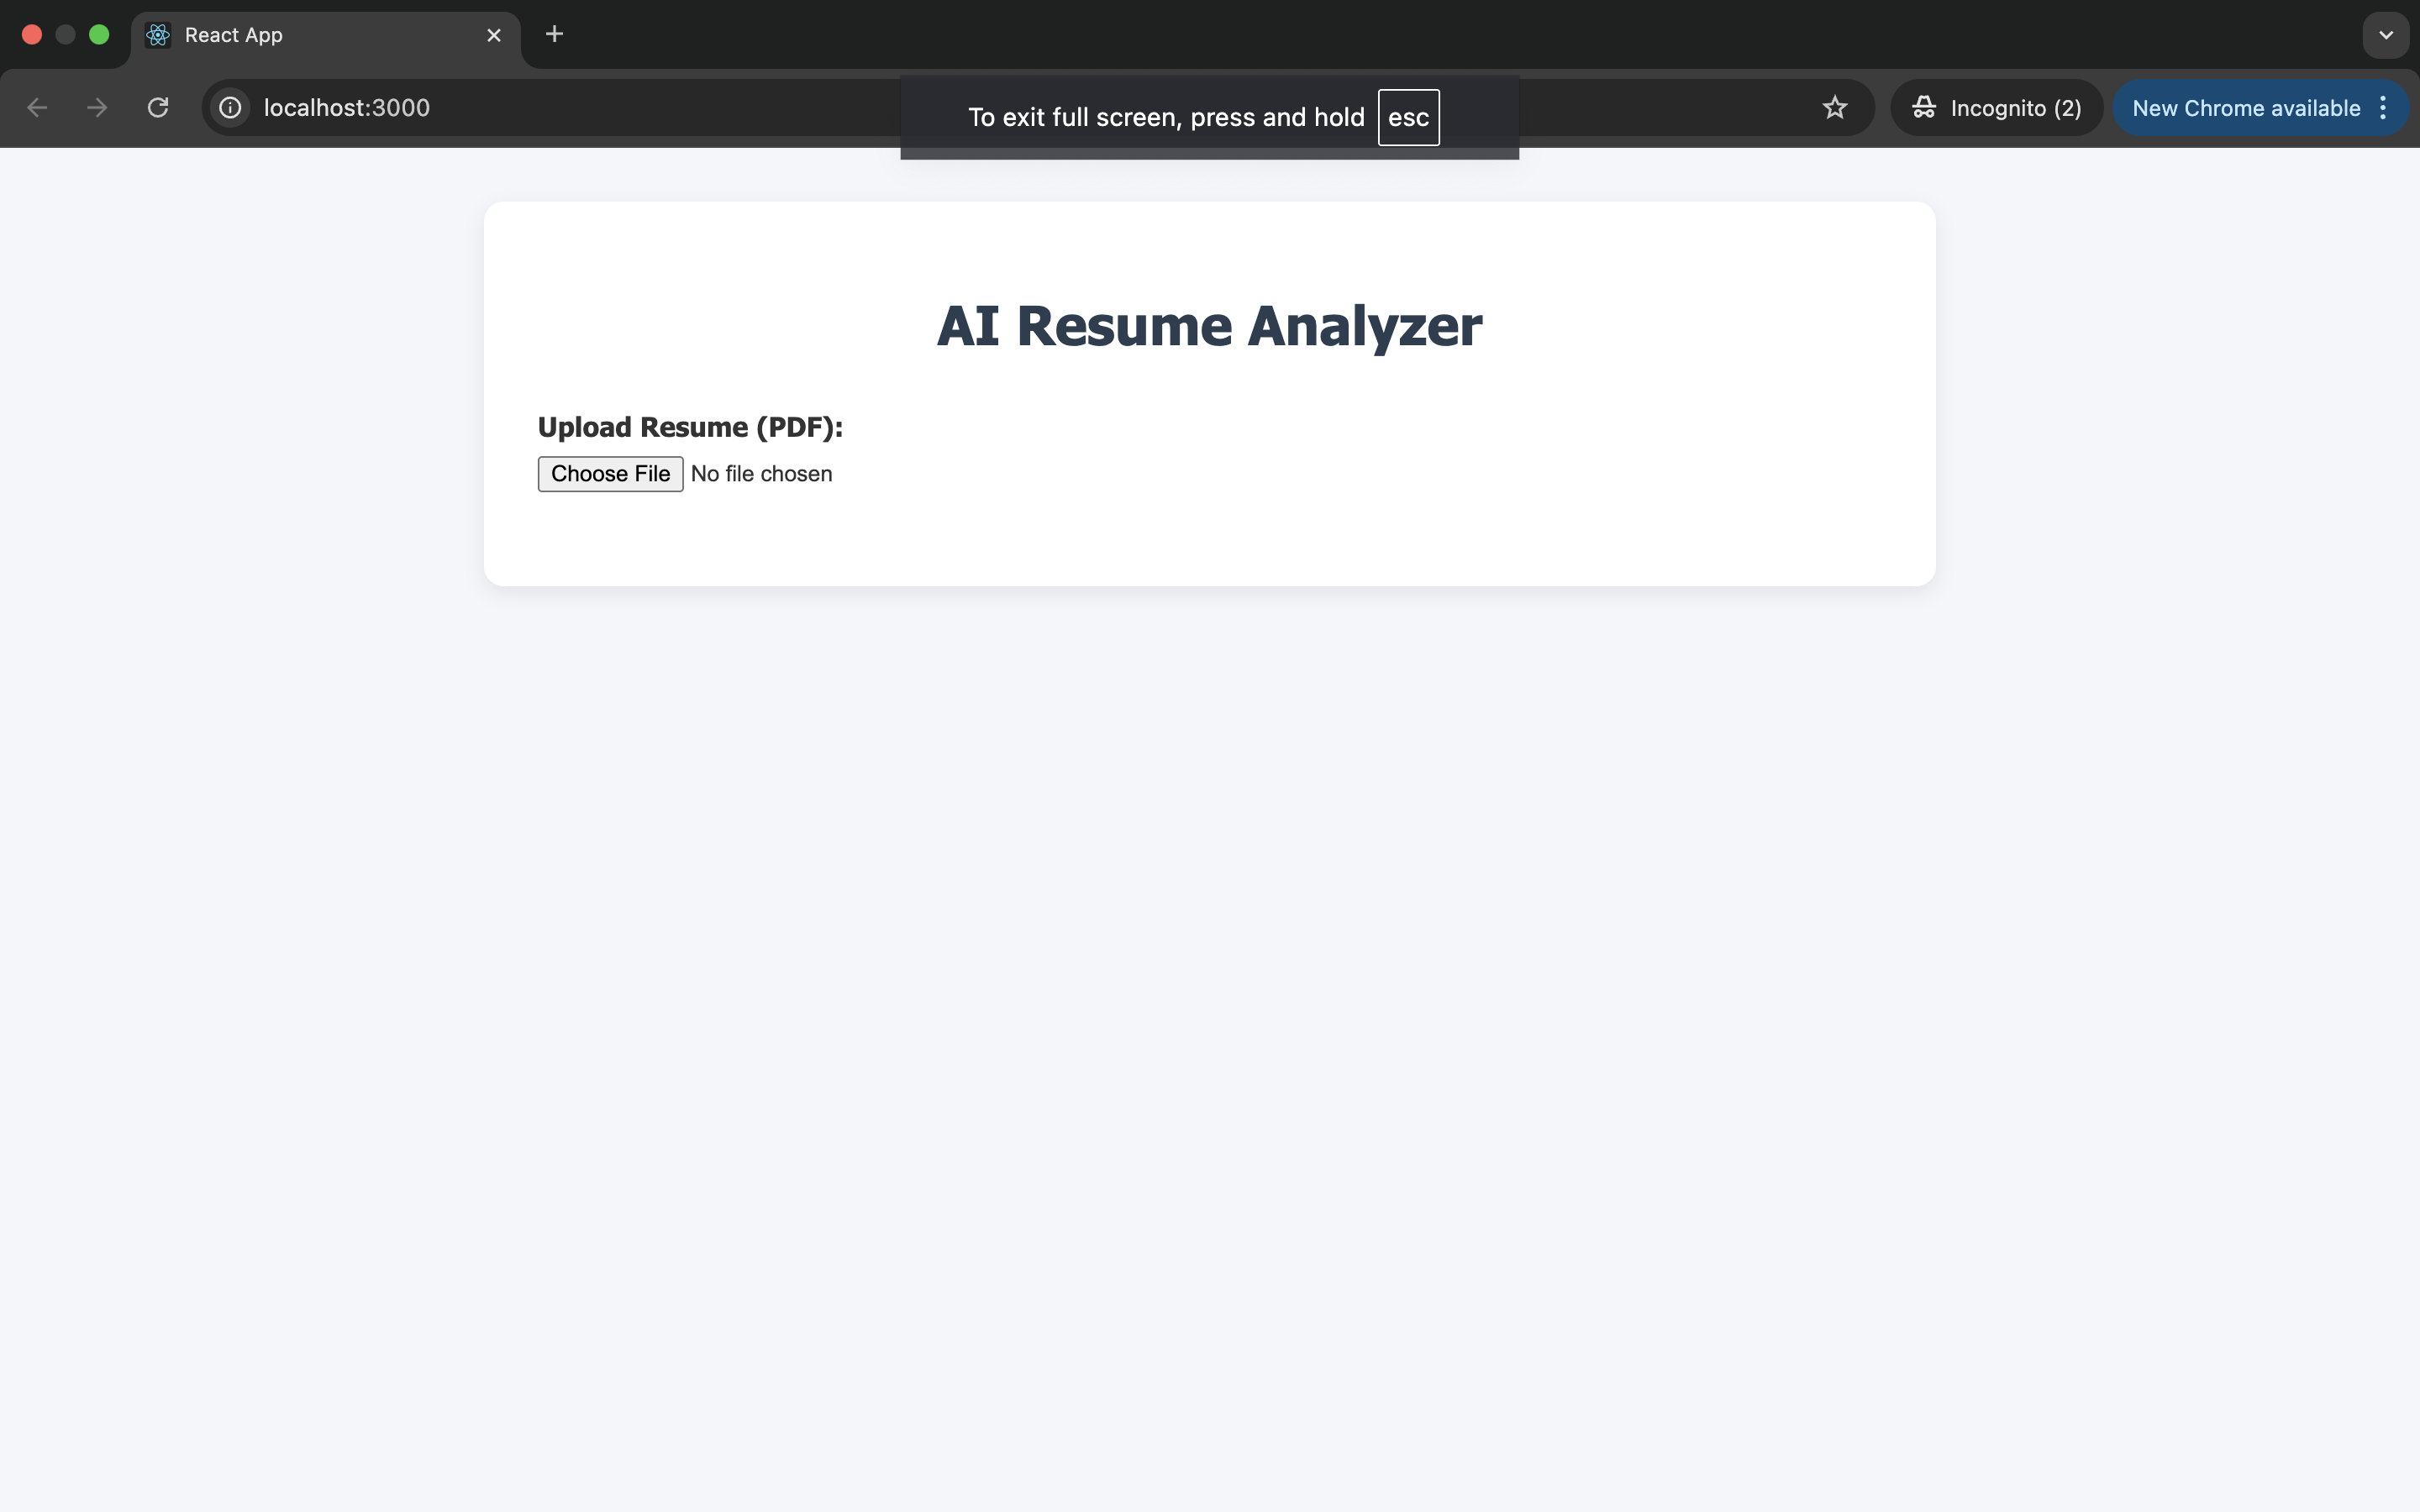 React App
localhost:3000
To exit full screen, press and hold esc
Incognito (2)
New Chrome available
AI Resume Analyzer
Upload Resume (PDF):
Choose File No file chosen